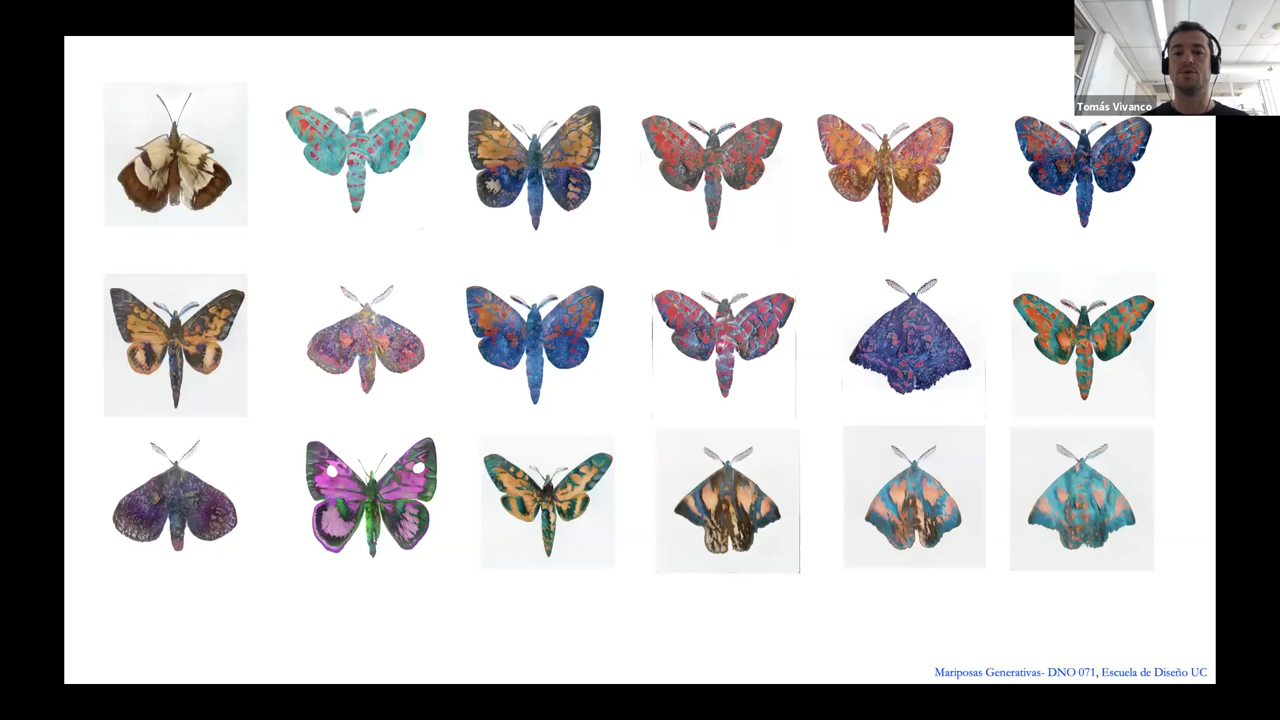 Tomás Vivanco
Mariposas Generativas- DNO 071, Escuela de Diseño UC